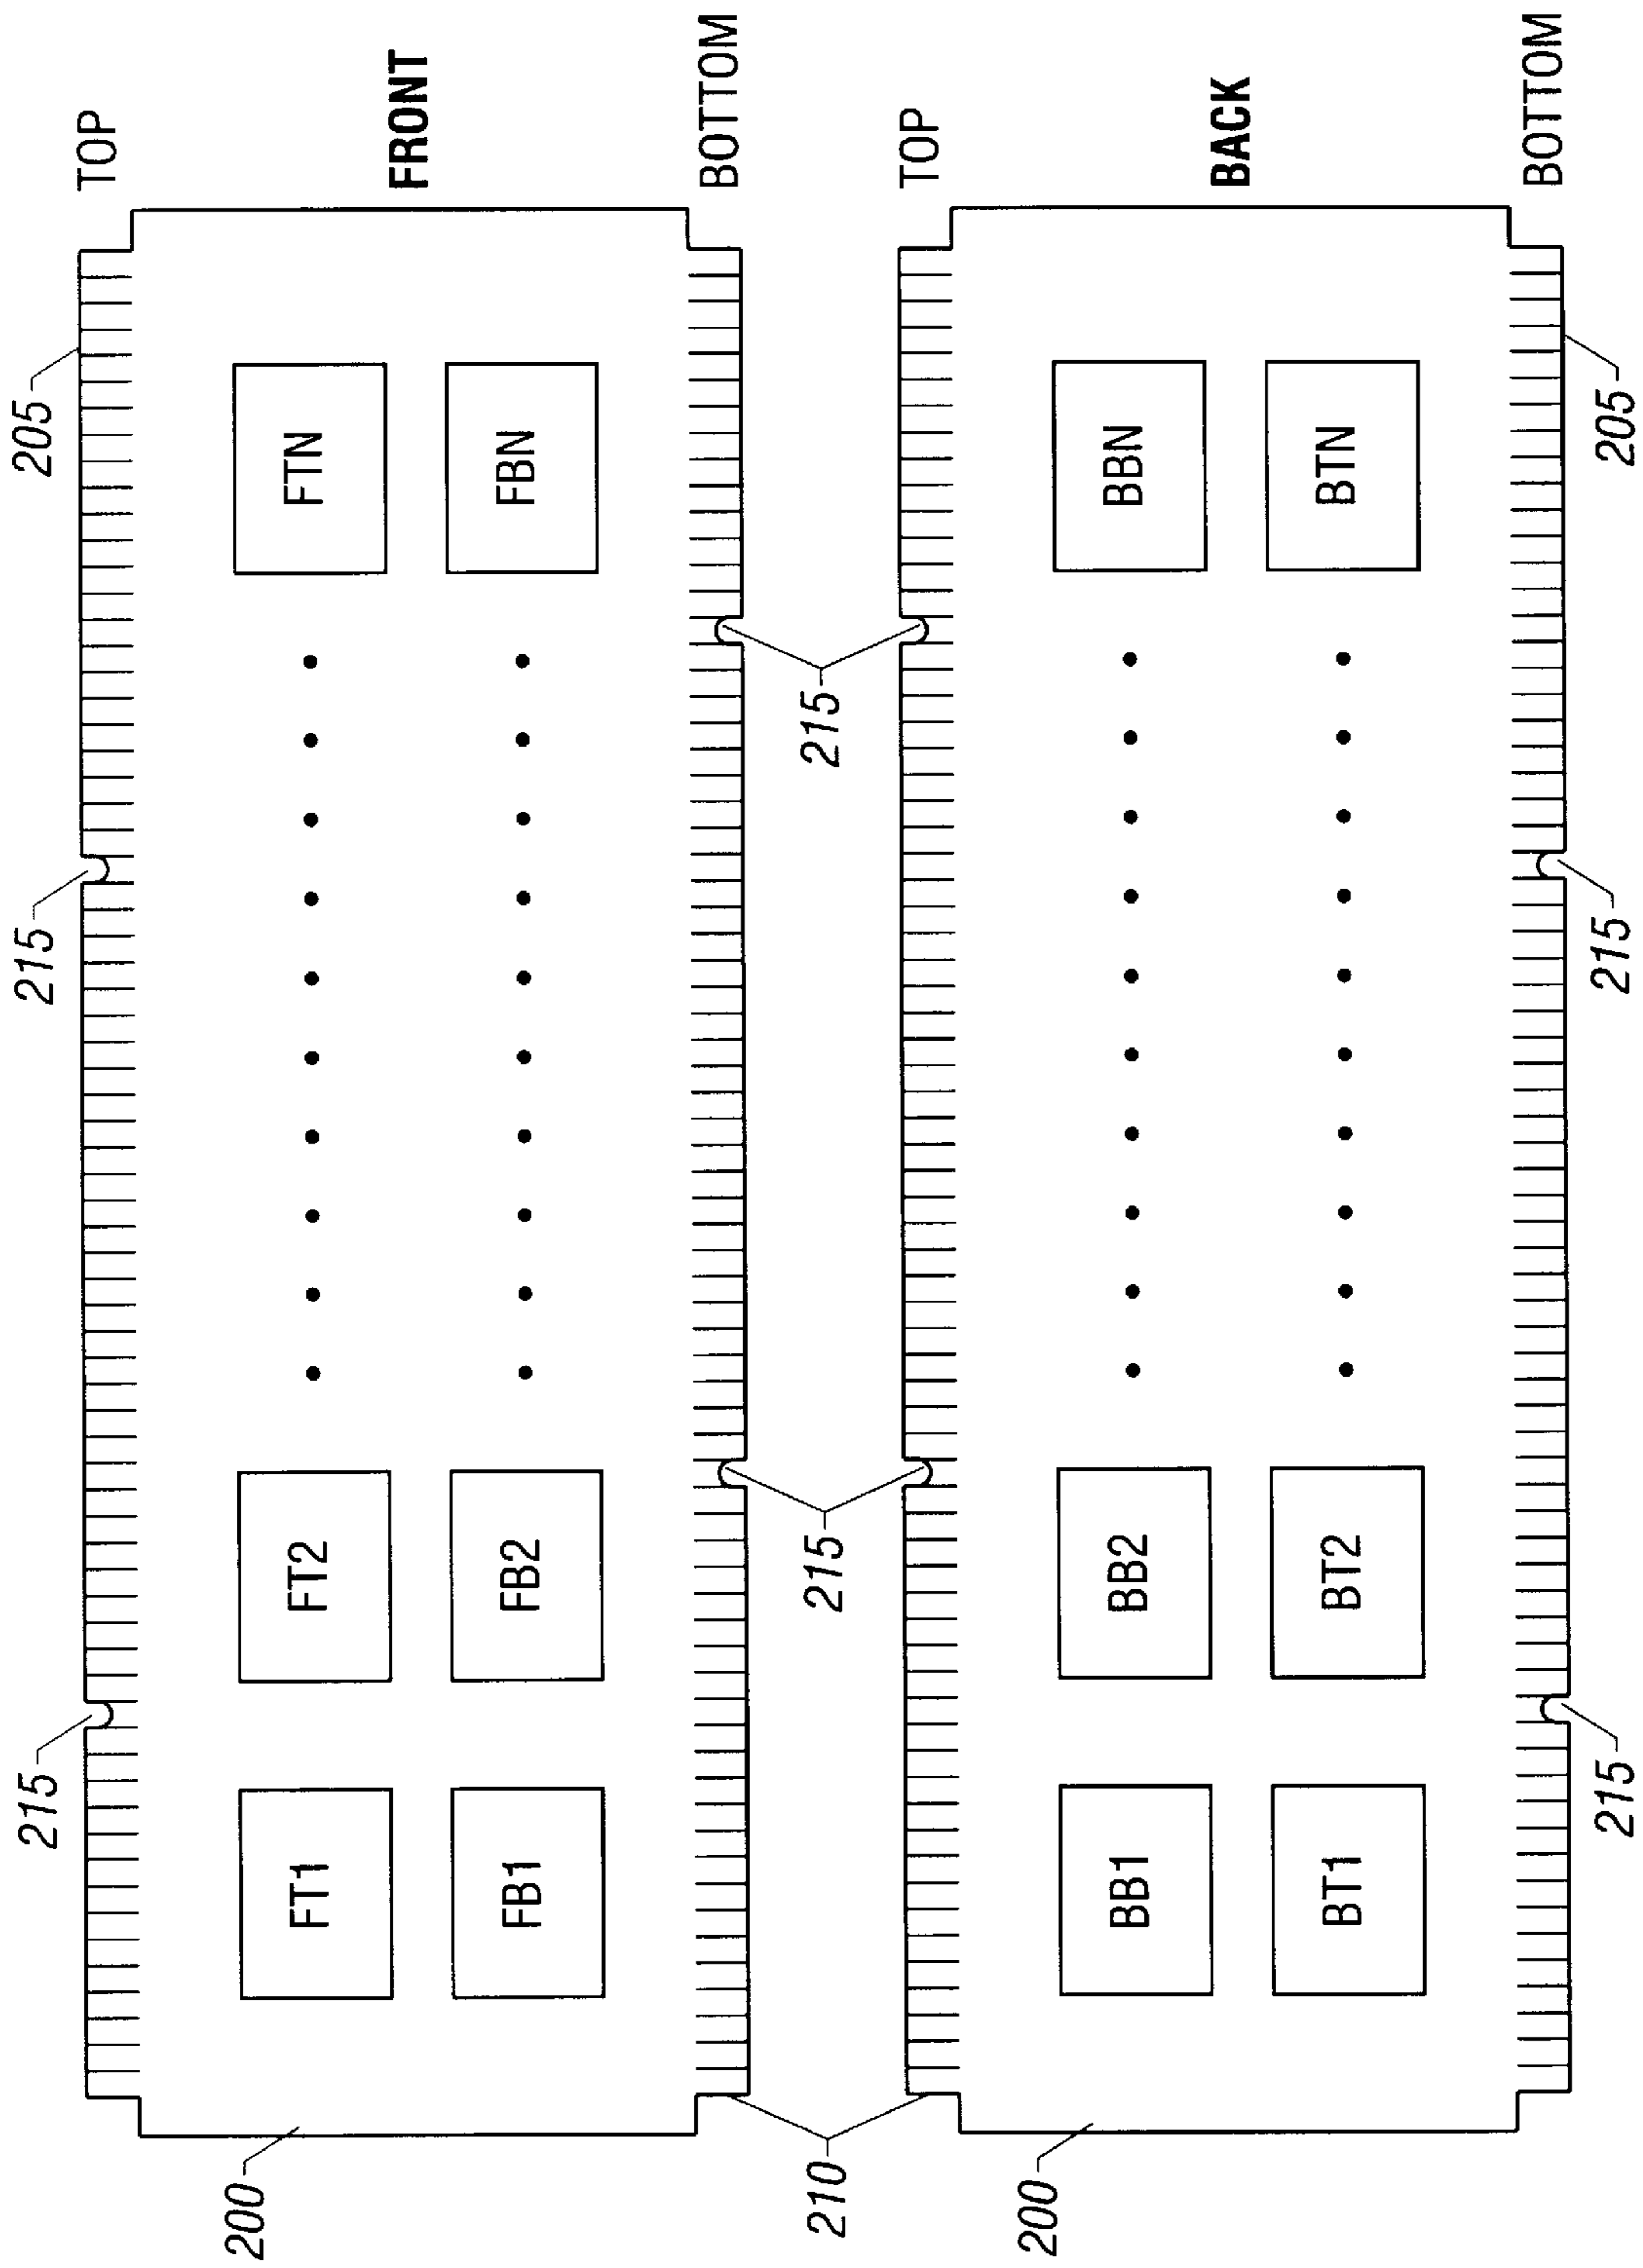 215 215 205
TOP
200
FT1 FT2 FTN
FRONT
FB1 FB2 FBN
BOTTOM
210 215 215
TOP
200
BB1 BB2 BBN
BACK
BT1 BT2 BTN
BOTTOM
215 215 205